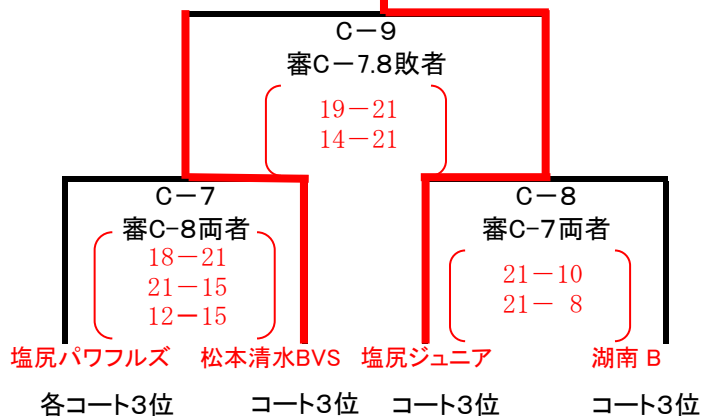 C－9
審C－7.8敗者
19－21
14－21
C－7
審C-8両者
18－21
21－15
12－15
C－8
審C-7両者
21－10
21－ 8
塩尻パワフルズ 松本清水BVS 塩尻ジュニア 湖南 B
各コート3位 コート3位 コート3位 コート3位